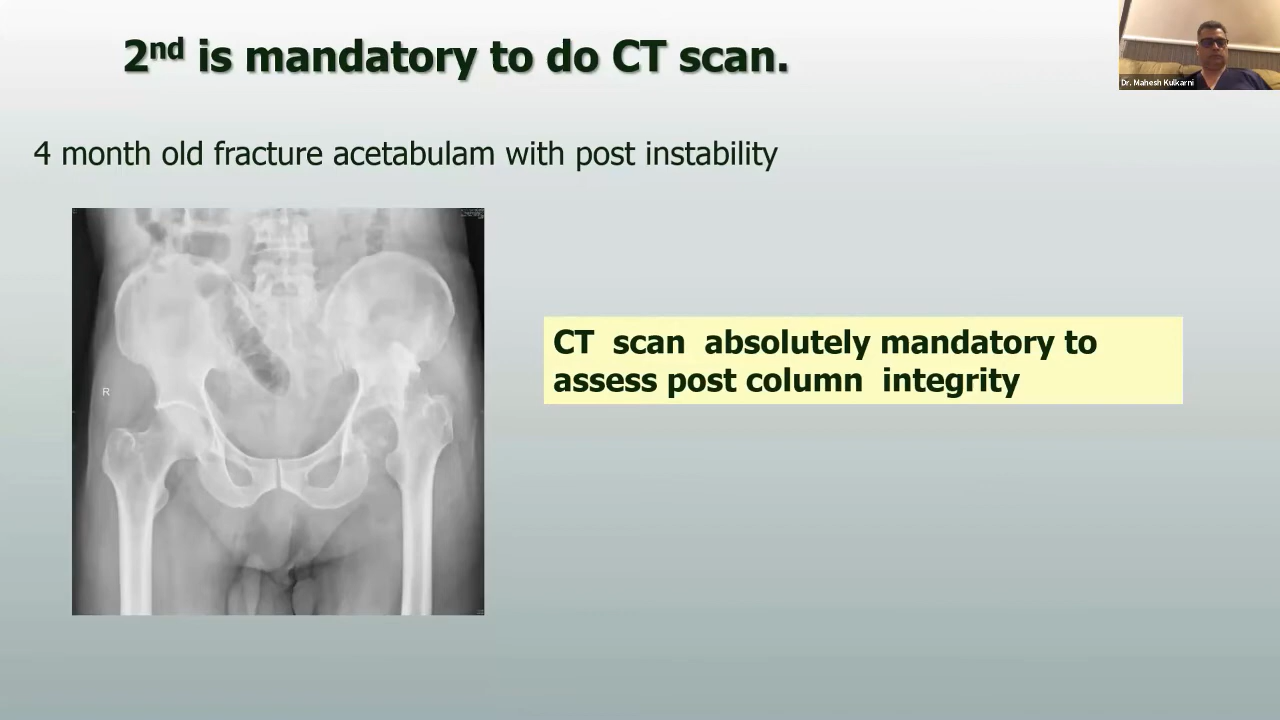 2nd is mandatory to do CT scan.
Dr. Mahesh Kulkarni
4 month old fracture acetabulam with post instability
R
CT scan absolutely mandatory to
assess post column integrity